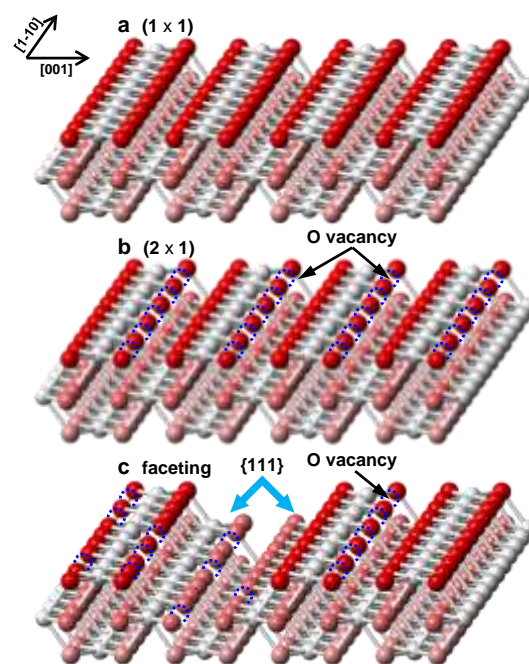 a (1 x 1)
[1-10]
[001]
O vacancy
b (2 x 1)
c faceting {111} O vacancy